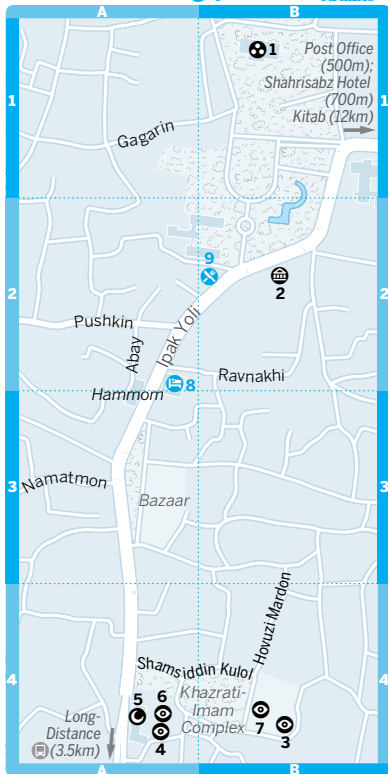 A
B
1
Post Office
(500m);
Shahrisabz Hotel
(700m)
Kitab (12km)
1
1
Gagarin
9
2
2
2
Pushkin
Abay
Ipak Yoli
Ravnakhi
Hammom
8
3
3
Namatmon
Bazaar
Hovuzi Mardon
Shamsiddin Kulol
4
4
Khazrati-
Imam
Complex
5
6
4
7
3
Long-
Distance
(3.5km)
A
B